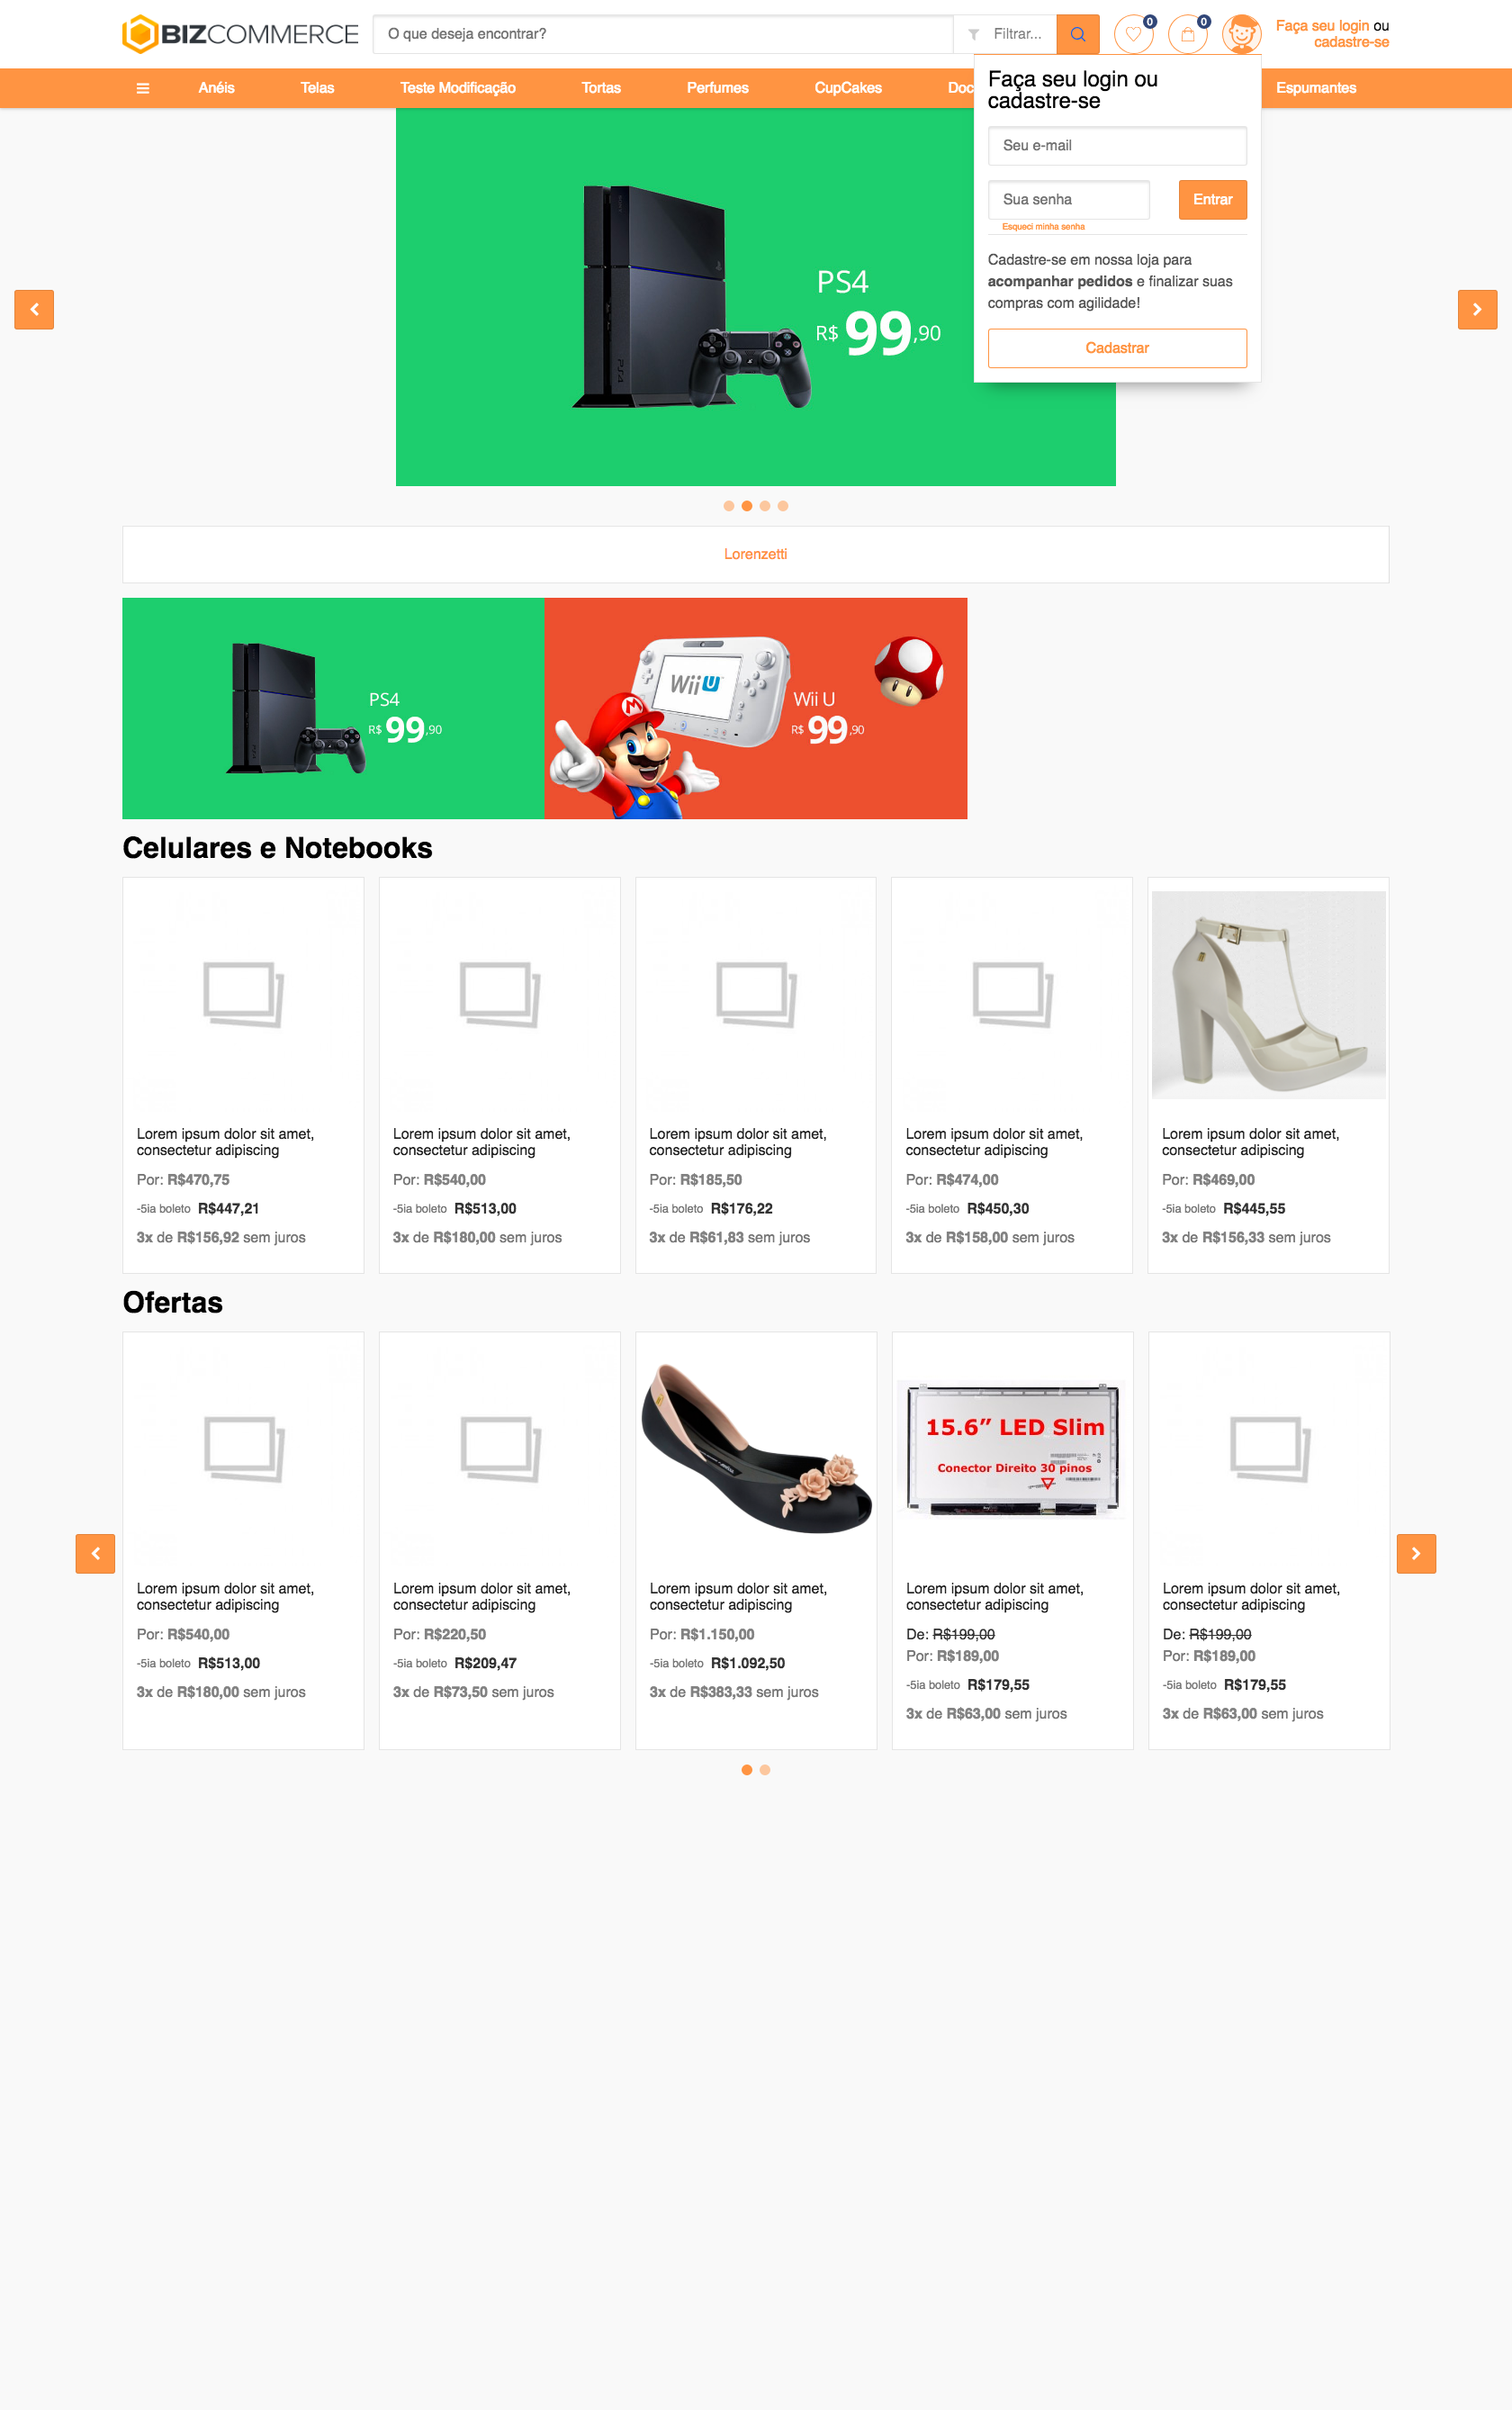 BIZCOMMERCE
O que deseja encontrar?
Filtrar...
0
0
Faça seu login ou
cadastre-se
Anéis
Telas
Teste Modificação
Tortas
Perfumes
CupCakes
Doc
Espumantes
Faça seu login ou
cadastre-se
Seu e-mail
Sua senha
Entrar
Esqueci minha senha
Cadastre-se em nossa loja para
acompanhar pedidos e finalizar suas
compras com agilidade!
Cadastrar
PS4
R$ 99,90
Lorenzetti
PS4
R$ 99,90
Wii U
Wii U
R$ 99,90
Celulares e Notebooks
Lorem ipsum dolor sit amet,
consectetur adipiscing
Por: R$470,75
-5ia boleto R$447,21
3x de R$156,92 sem juros
Lorem ipsum dolor sit amet,
consectetur adipiscing
Por: R$540,00
-5ia boleto R$513,00
3x de R$180,00 sem juros
Lorem ipsum dolor sit amet,
consectetur adipiscing
Por: R$185,50
-5ia boleto R$176,22
3x de R$61,83 sem juros
Lorem ipsum dolor sit amet,
consectetur adipiscing
Por: R$474,00
-5ia boleto R$450,30
3x de R$158,00 sem juros
Lorem ipsum dolor sit amet,
consectetur adipiscing
Por: R$469,00
-5ia boleto R$445,55
3x de R$156,33 sem juros
Ofertas
Lorem ipsum dolor sit amet,
consectetur adipiscing
Por: R$540,00
-5ia boleto R$513,00
3x de R$180,00 sem juros
Lorem ipsum dolor sit amet,
consectetur adipiscing
Por: R$220,50
-5ia boleto R$209,47
3x de R$73,50 sem juros
Lorem ipsum dolor sit amet,
consectetur adipiscing
Por: R$1.150,00
-5ia boleto R$1.092,50
3x de R$383,33 sem juros
15.6” LED Slim
Conector Direito 30 pinos
Lorem ipsum dolor sit amet,
consectetur adipiscing
De: R$199,00
Por: R$189,00
-5ia boleto R$179,55
3x de R$63,00 sem juros
Lorem ipsum dolor sit amet,
consectetur adipiscing
De: R$199,00
Por: R$189,00
-5ia boleto R$179,55
3x de R$63,00 sem juros